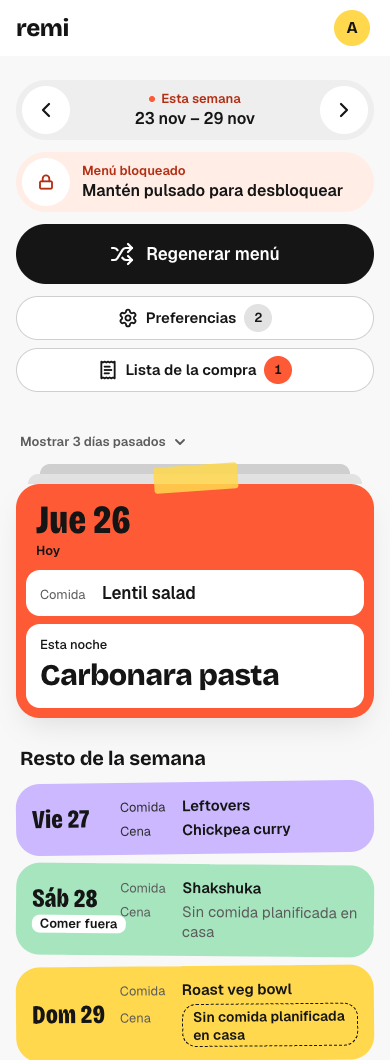 remi
A
Esta semana
23 nov – 29 nov
Menú bloqueado
Mantén pulsado para desbloquear
Regenerar menú
Preferencias 2
Lista de la compra 1
Mostrar 3 días pasados
Jue 26
Hoy
Comida Lentil salad
Esta noche
Carbonara pasta
Resto de la semana
Vie 27
Comida Leftovers
Cena Chickpea curry
Sáb 28
Comer fuera
Comida Shakshuka
Cena Sin comida planificada en
casa
Dom 29
Comida Roast veg bowl
Cena Sin comida planificada
en casa